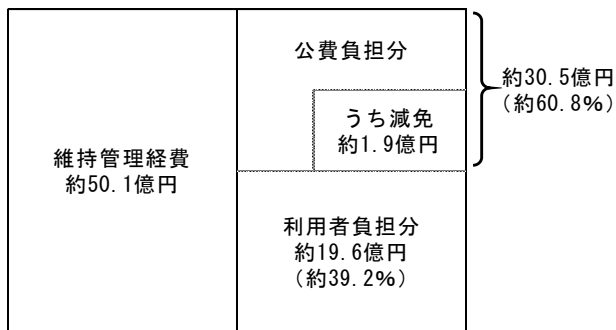 公費負担分
約30.5億円
（約60.8%）
うち減免
約1.9億円
維持管理経費
約50.1億円
利用者負担分
約19.6億円
（約39.2%）